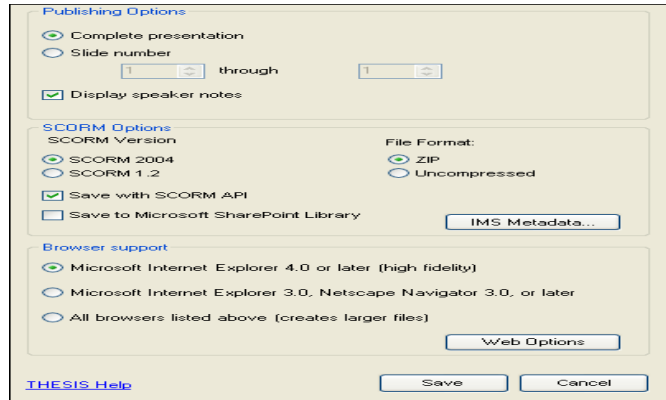 Publishing Options
Complete presentation
Slide number
1 through 1
Display speaker notes
SCORM Options
SCORM Version
File Format:
SCORM 2004
ZIP
SCORM 1.2
Uncompressed
Save with SCORM API
Save to Microsoft SharePoint Library
IMS Metadata...
Browser support
Microsoft Internet Explorer 4.0 or later (high fidelity)
Microsoft Internet Explorer 3.0, Netscape Navigator 3.0, or later
All browsers listed above (creates larger files)
Web Options
THESIS Help
Save
Cancel